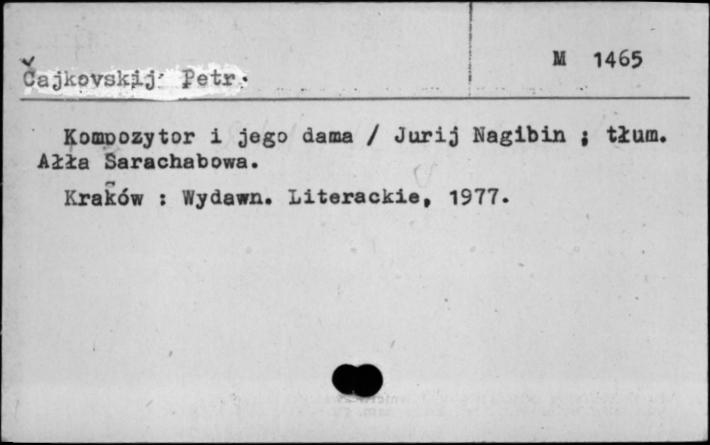 M 1465
Čajkovskij Petr.
Kompozytor i jego dama / Jurij Nagibin ; tłum.
Ałła Sarachabowa.
Kraków : Wydawn. Literackie, 1977.